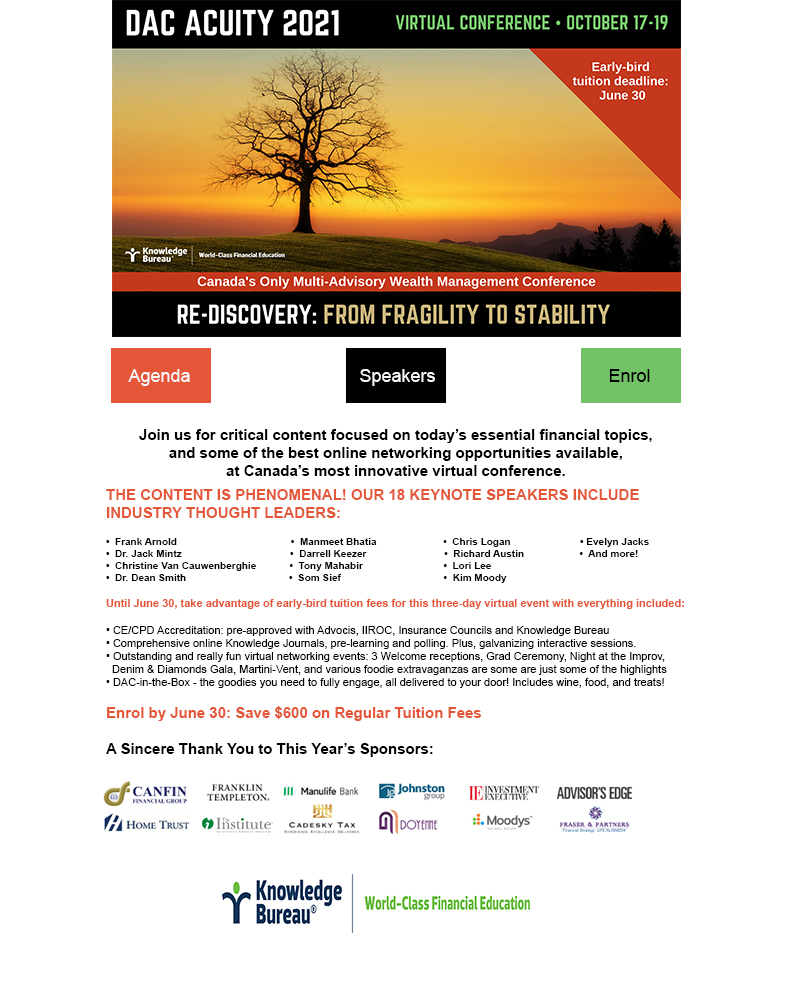 DAC ACUITY 2021
VIRTUAL CONFERENCE • OCTOBER 17-19
Early-bird
tuition deadline:
June 30
Knowledge
Bureau®
World-Class Financial Education
Canada's Only Multi-Advisory Wealth Management Conference
RE-DISCOVERY: FROM FRAGILITY TO STABILITY
Agenda
Speakers
Enrol
Join us for critical content focused on today's essential financial topics,
and some of the best online networking opportunities available,
at Canada's most innovative virtual conference.
THE CONTENT IS PHENOMENAL! OUR 18 KEYNOTE SPEAKERS INCLUDE
INDUSTRY THOUGHT LEADERS:
• Frank Arnold • Manmeet Bhatia • Chris Logan • Evelyn Jacks
• Dr. Jack Mintz • Darrell Keezer • Richard Austin • And more!
• Christine Van Cauwenberghie • Tony Mahabir • Lori Lee
• Dr. Dean Smith • Som Sief • Kim Moody
Until June 30, take advantage of early-bird tuition fees for this three-day virtual event with everything included:
• CE/CPD Accreditation: pre-approved with Advocis, IIROC, Insurance Councils and Knowledge Bureau
• Comprehensive online Knowledge Journals, pre-learning and polling. Plus, galvanizing interactive sessions.
• Outstanding and really fun virtual networking events: 3 Welcome receptions, Grad Ceremony, Night at the Improv,
Denim & Diamonds Gala, Martini-Vent, and various foodie extravaganzas are some are just some of the highlights
• DAC-in-the-Box - the goodies you need to fully engage, all delivered to your door! Includes wine, food, and treats!
Enrol by June 30: Save $600 on Regular Tuition Fees
A Sincere Thank You to This Year's Sponsors:
CANFIN
FINANCIAL GROUP
FRANKLIN
TEMPLETON®
Manulife Bank
Johnston
group
IE INVESTMENT
EXECUTIVE
ADVISOR'S EDGE
HOME TRUST
The
Institute
CADESKY TAX
EXPERIENCE. EXCELLENCE. DELIVERED.
DOYENNE
Moodys
FRASER & PARTNERS
Financial Strategy. LIFE ALIGNED®
Knowledge
Bureau®
World-Class Financial Education